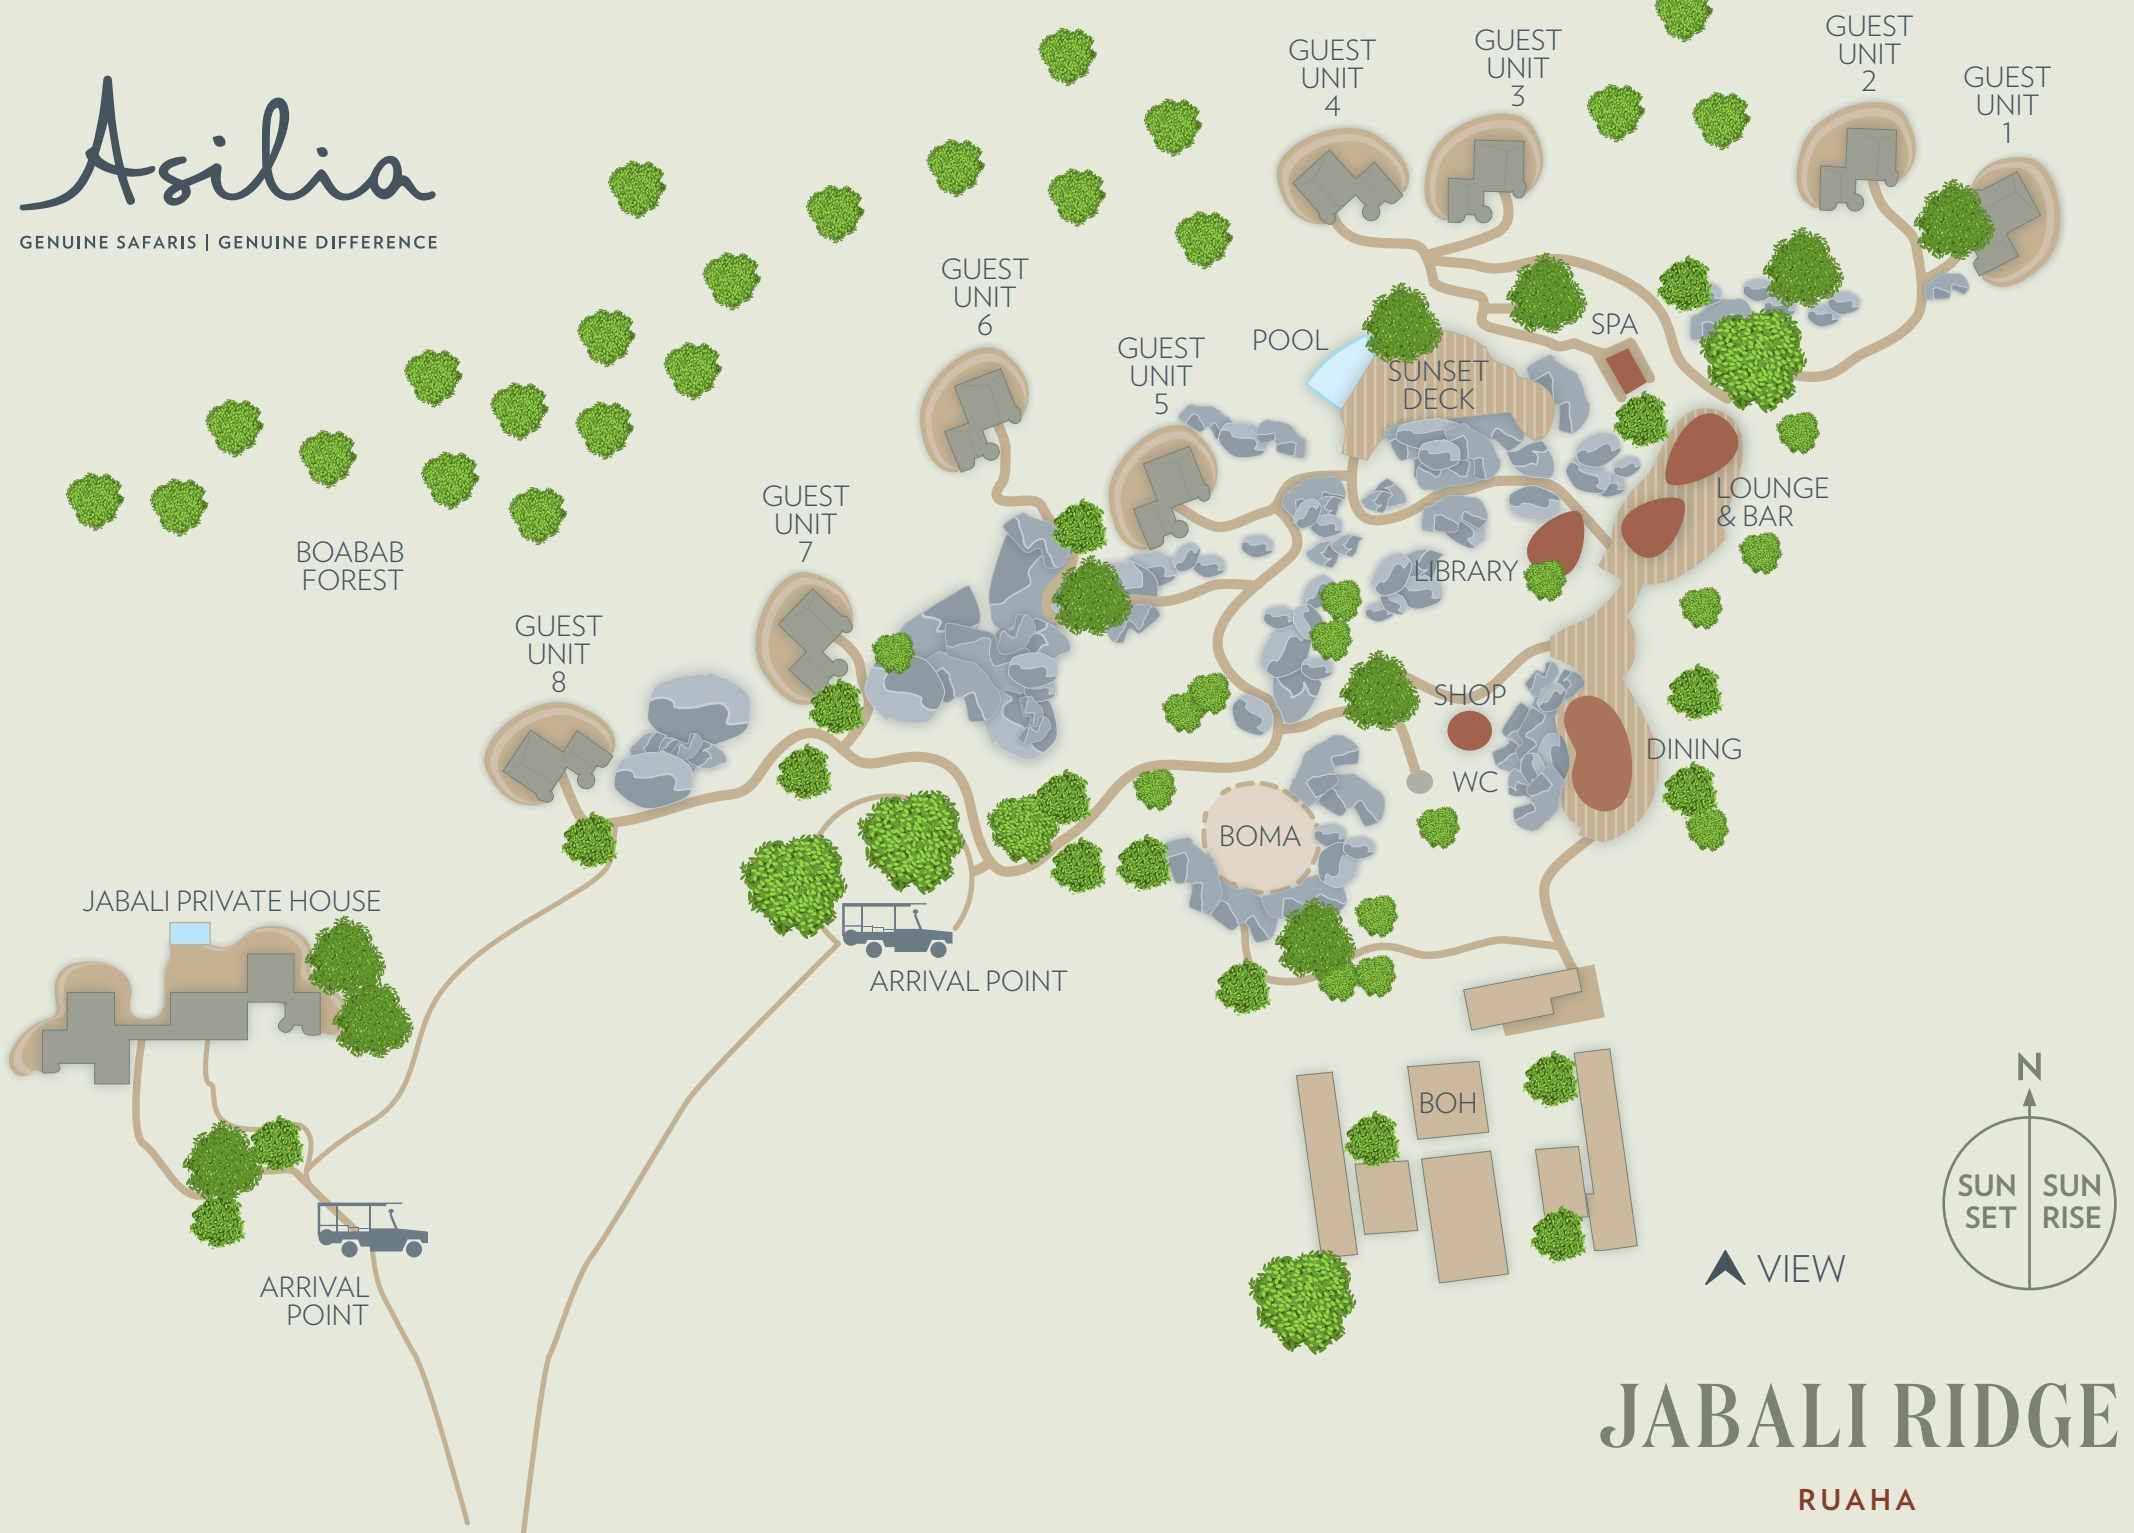 Asilia
GENUINE SAFARIS | GENUINE DIFFERENCE
GUEST
UNIT
4
GUEST
UNIT
3
GUEST
UNIT
2
GUEST
UNIT
1
GUEST
UNIT
6
GUEST
UNIT
5
POOL
SUNSET
DECK
SPA
LOUNGE
& BAR
LIBRARY
GUEST
UNIT
7
BOABAB
FOREST
GUEST
UNIT
8
SHOP
DINING
WC
BOMA
JABALI PRIVATE HOUSE
ARRIVAL POINT
BOH
ARRIVAL
POINT
N
SUN
SET
SUN
RISE
VIEW
JABALI RIDGE
RUAHA